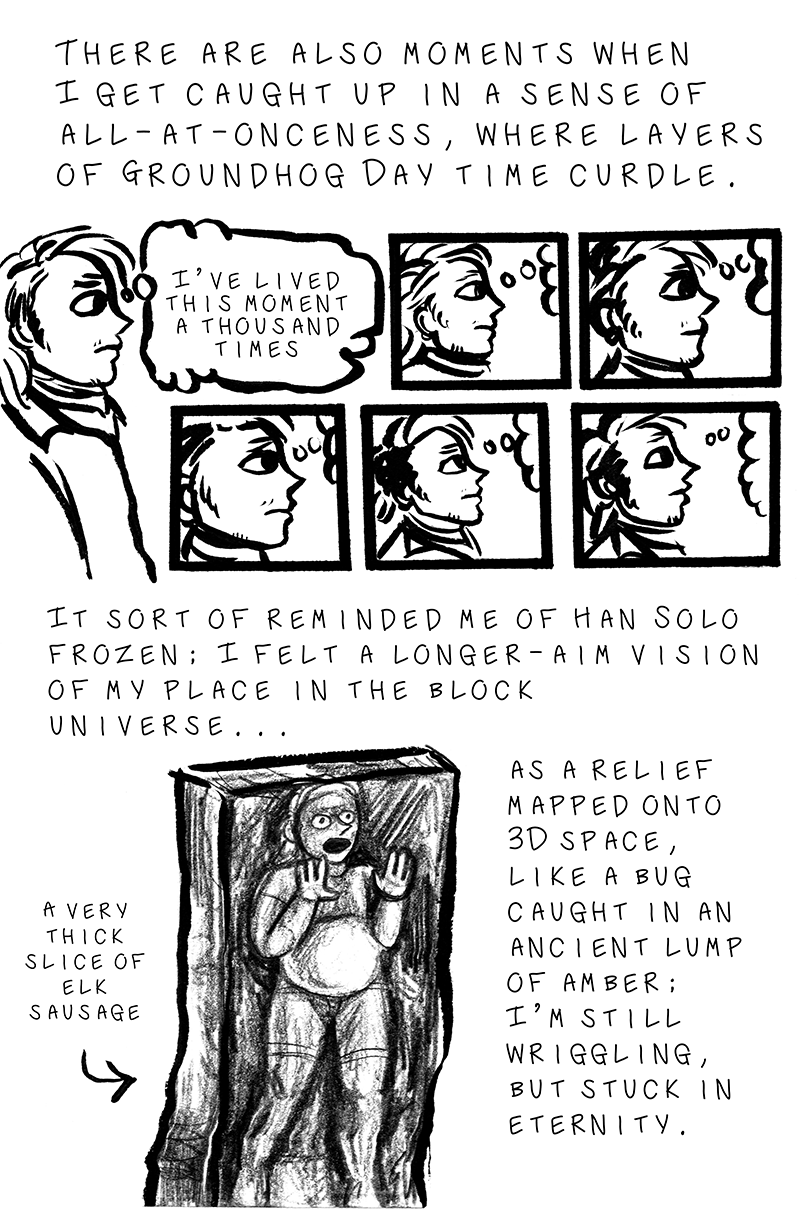 THERE ARE ALSO MOMENTS WHEN
I GET CAUGHT UP IN A SENSE OF
ALL-AT-ONCENESS, WHERE LAYERS
OF GROUNDHOG DAY TIME CURDLE.
I'VE LIVED
THIS MOMENT
A THOUSAND
TIMES
IT SORT OF REMINDED ME OF HAN SOLO
FROZEN; I FELT A LONGER-AIM VISION
OF MY PLACE IN THE BLOCK
UNIVERSE...
AS A RELIEF
MAPPED ONTO
3D SPACE,
LIKE A BUG
CAUGHT IN AN
ANCIENT LUMP
OF AMBER;
I'M STILL
WRIGGLING,
BUT STUCK IN
ETERNITY.
A VERY
THICK
SLICE OF
ELK
SAUSAGE